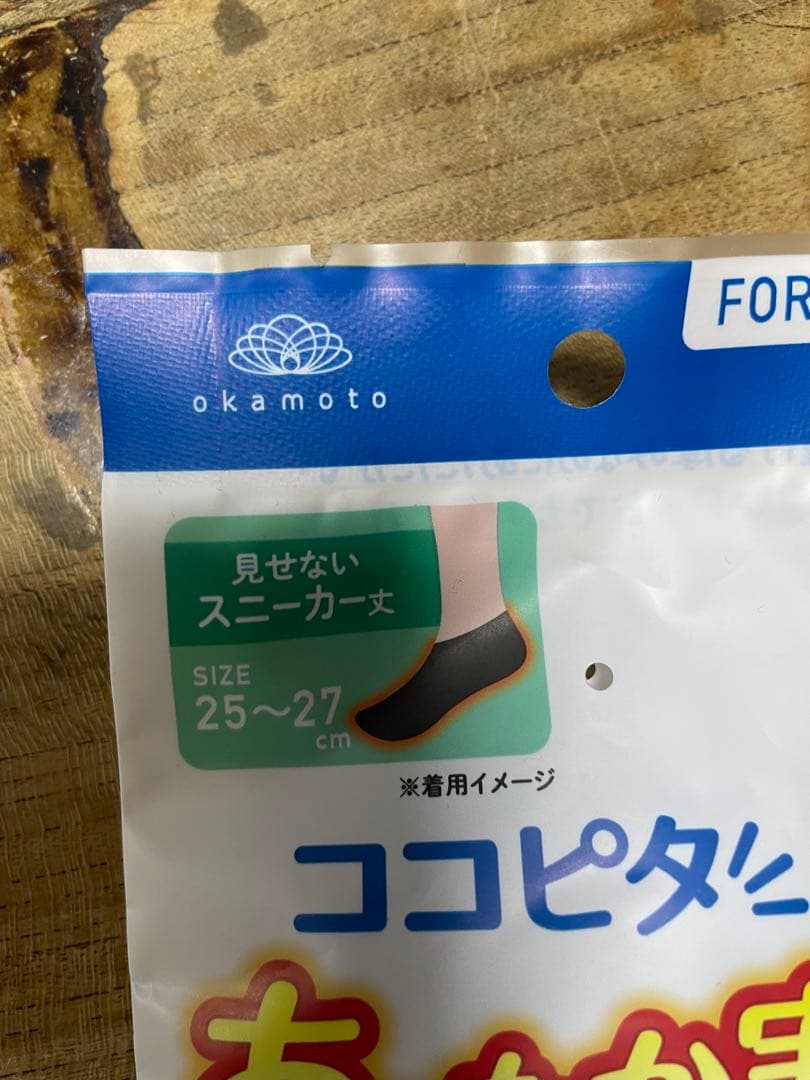 FOR
okamoto
見せない
スニーカー丈
SIZE
25〜27
cm
※着用イメージ
ココピタ